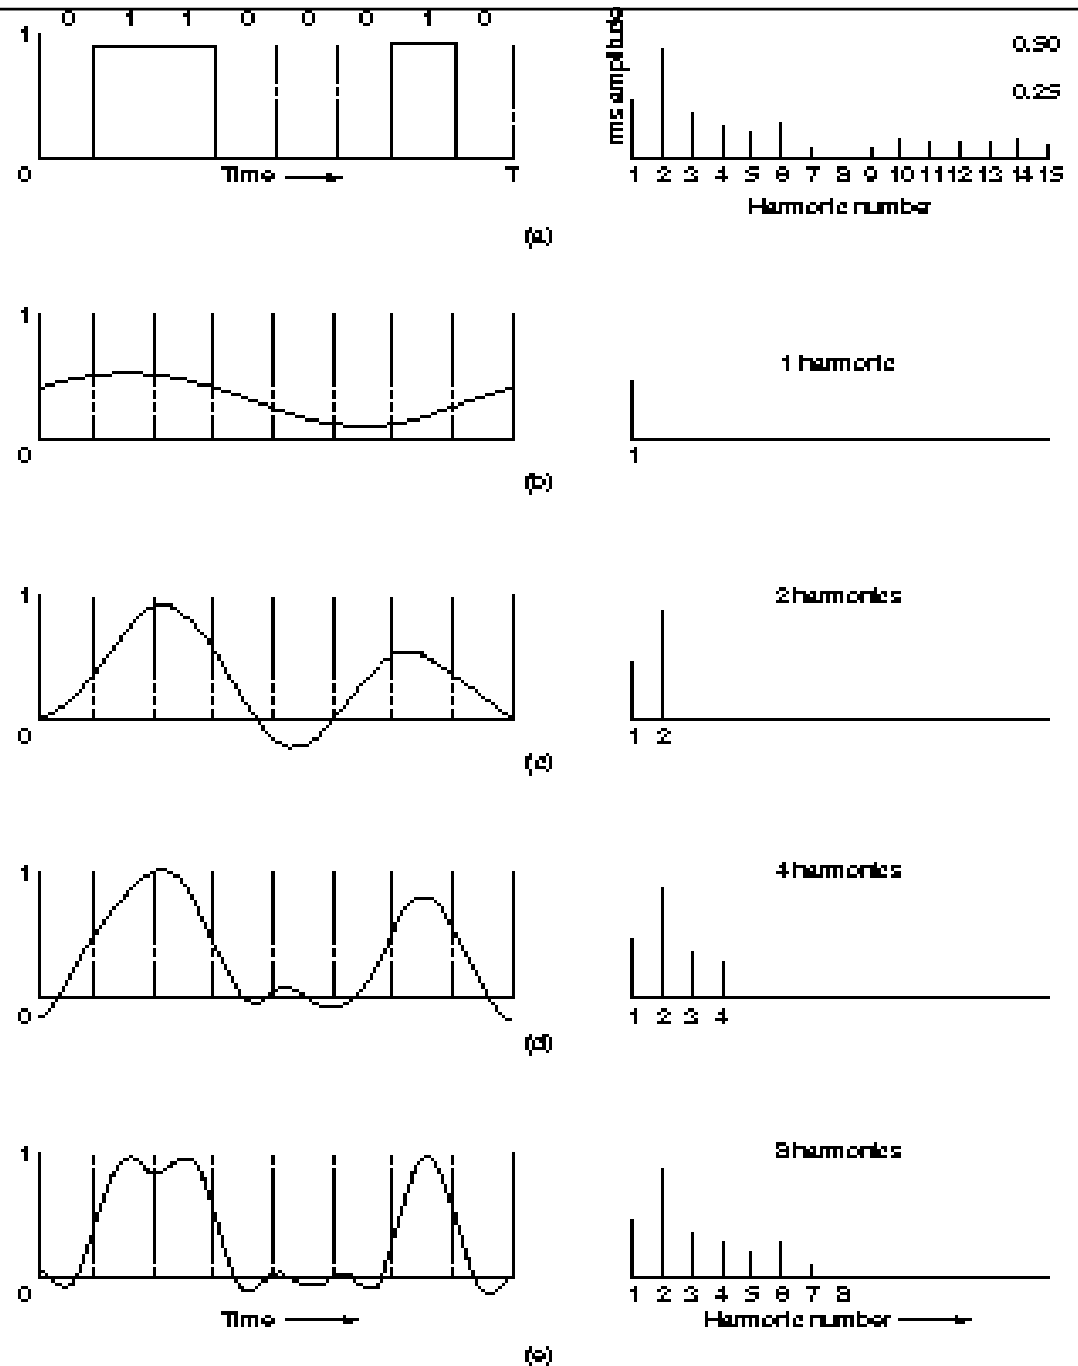 0 1 1 0 0 0 1 0
1
0
Time
T
rms amplitude
0.50
0.25
1 2 3 4 5 6 7 8 9 10 11 12 13 14 15
Harmonic number
(a)
1
0
1 harmonic
1
(b)
1
0
2 harmonics
1 2
(c)
1
0
4 harmonics
1 2 3 4
(d)
1
0
Time
8 harmonics
1 2 3 4 5 6 7 8
Harmonic number
(e)